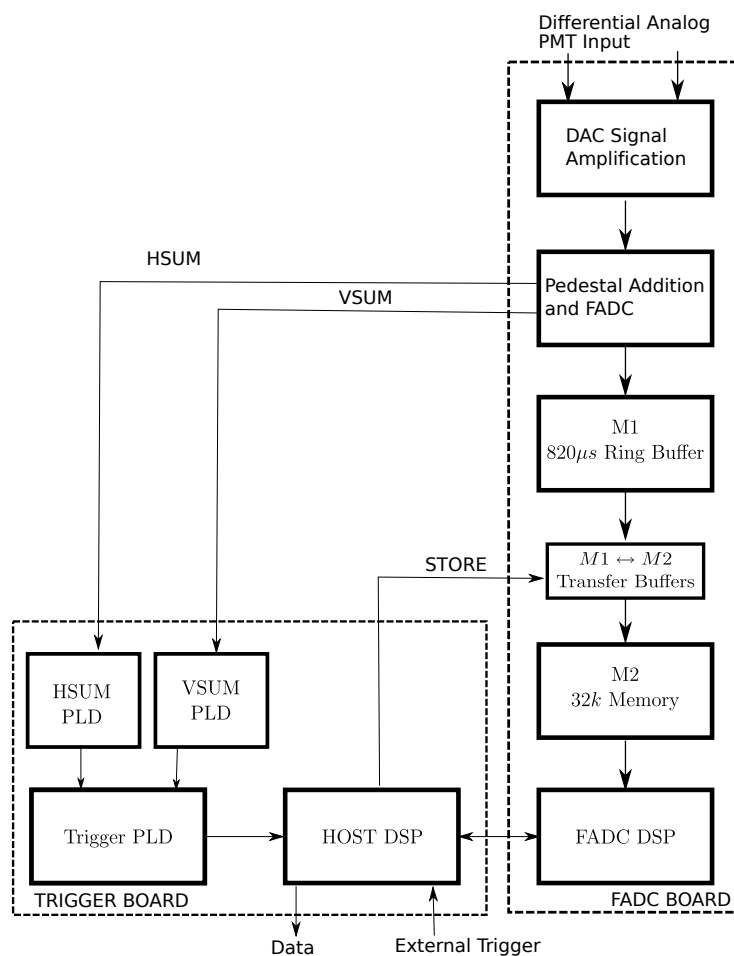 Differential Analog
PMT Input
DAC Signal
Amplification
HSUM
Pedestal Addition
and FADC
VSUM
M1
820μs Ring Buffer
STORE
M1 ↔ M2
Transfer Buffers
HSUM
PLD
VSUM
PLD
M2
32k Memory
Trigger PLD
HOST DSP
FADC DSP
TRIGGER BOARD
FADC BOARD
Data
External Trigger